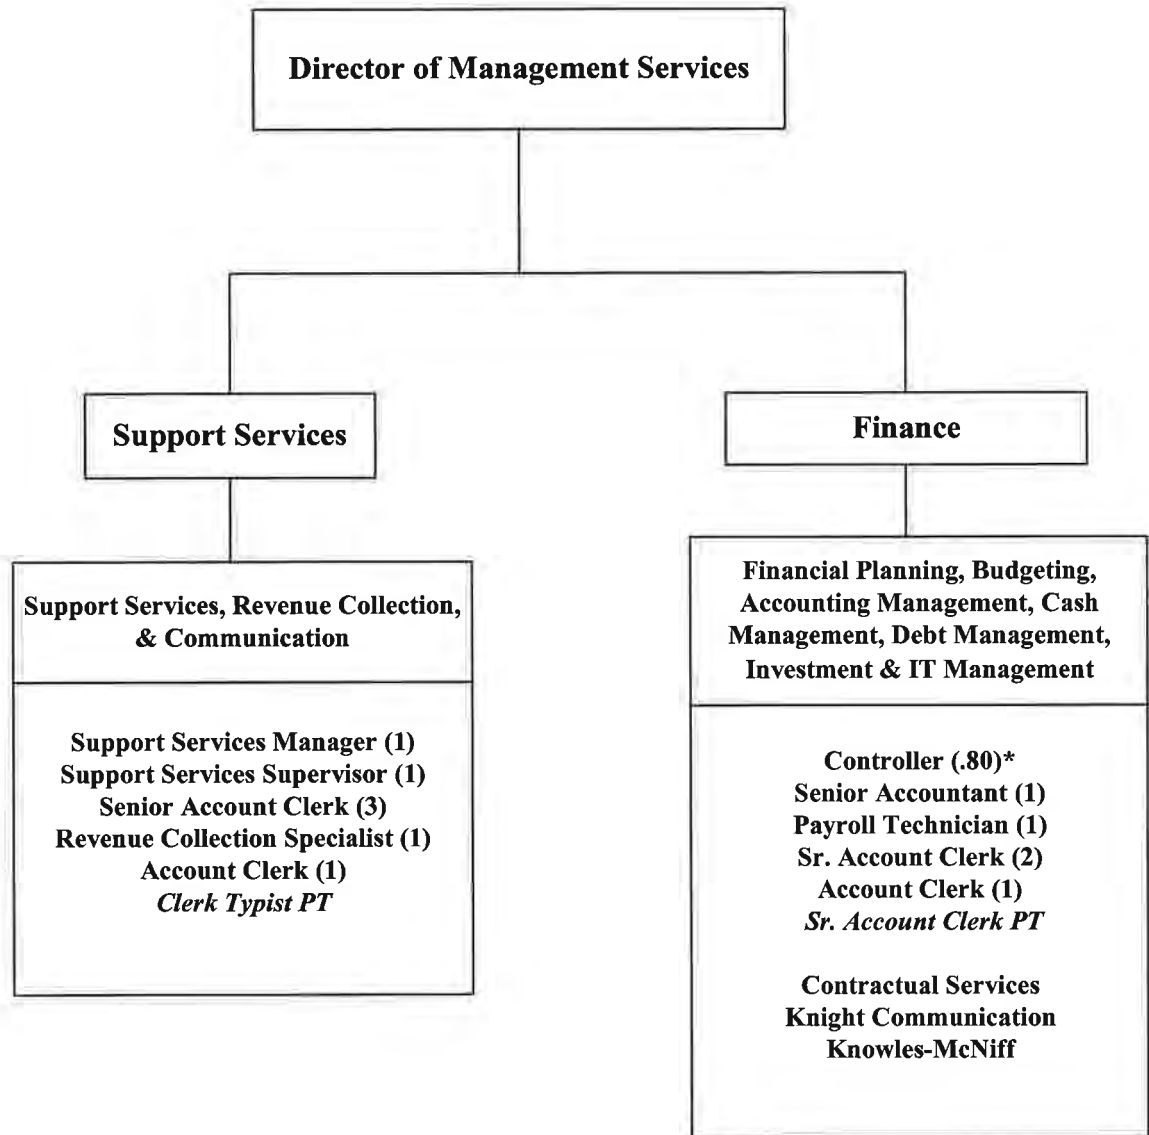 Director of Management Services
Support Services
Finance
Support Services, Revenue Collection,
& Communication
Support Services Manager (1)
Support Services Supervisor (1)
Senior Account Clerk (3)
Revenue Collection Specialist (1)
Account Clerk (1)
Clerk Typist PT
Financial Planning, Budgeting,
Accounting Management, Cash
Management, Debt Management,
Investment & IT Management
Controller (.80)*
Senior Accountant (1)
Payroll Technician (1)
Sr. Account Clerk (2)
Account Clerk (1)
Sr. Account Clerk PT
Contractual Services
Knight Communication
Knowles-McNiff